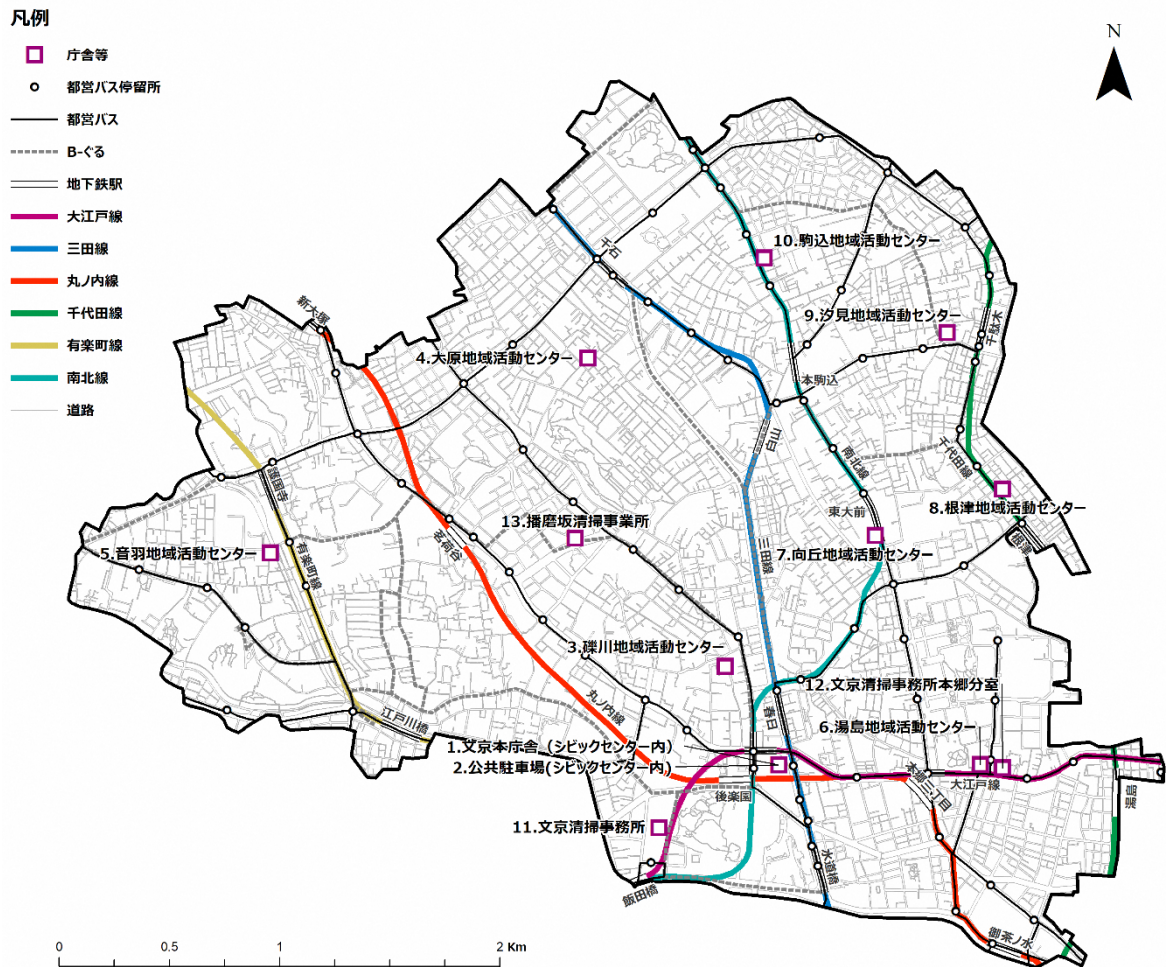 凡例
庁舎等
都営バス停留所
都営バス
B-ぐる
地下鉄駅
大江戸線
三田線
丸ノ内線
千代田線
有楽町線
南北線
道路
N
千石
10.駒込地域活動センター
9.汐見地域活動センター
千駄木
新大塚
4.大原地域活動センター
本駒込
白山
南北線
千代田線
護国寺
東大前
8.根津地域活動センター
根津
13.播磨坂清掃事業所
茗荷谷
5.音羽地域活動センター
有楽町線
三田線
7.向丘地域活動センター
3.礫川地域活動センター
12.文京清掃事務所本郷分室
丸ノ内線
春日
6.湯島地域活動センター
江戸川橋
1.文京本庁舎（シビックセンター内）
2.公共駐車場(シビックセンター内)
後楽園
本郷三丁目
大江戸線
湯島
11.文京清掃事務所
水道橋
飯田橋
御茶ノ水
0 0.5 1 2 Km